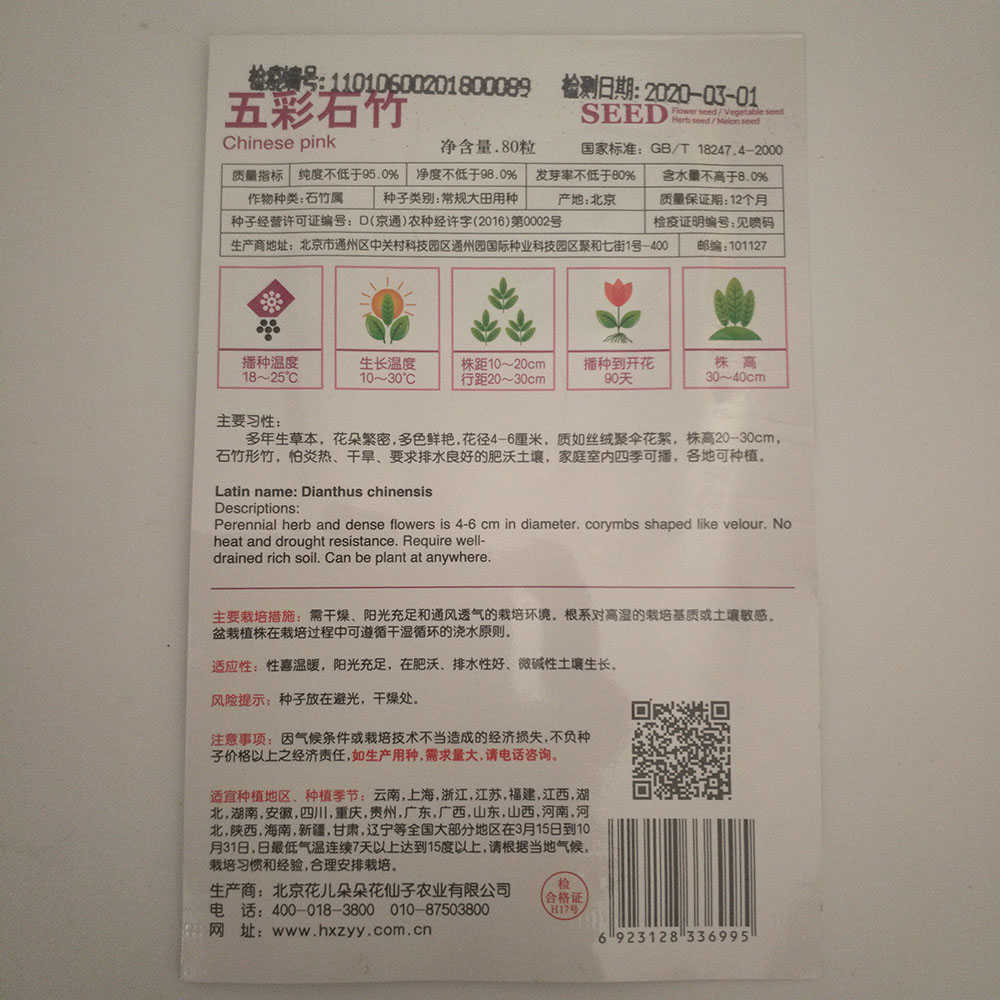 检疫编号:11010600201800089 检测日期:2020-03-01
五彩石竹
SEED Flower seed / Vegetable seed
Herb seed / Melon seed
Chinese pink 净含量.80粒 国家标准：GB/T 18247.4-2000
质量指标 纯度不低于95.0% 净度不低于98.0% 发芽率不低于80% 含水量不高于8.0%
作物种类:石竹属 种子类别:常规大田用种 产地:北京 质量保证期:12个月
种子经营许可证编号：D(京通)农种经许字(2016)第0002号 检疫证明编号:见喷码
生产商地址：北京市通州区中关村科技园区通州园国际种业科技园区聚和七街1号-400 邮编:101127
播种温度 生长温度 株距10～20cm 播种到开花 株 高
18～25℃ 10～30℃ 行距20～30cm 90天 30～40cm
主要习性：
多年生草本，花朵繁密,多色鲜艳,花径4-6厘米，质如丝绒聚伞花絮，株高20-30cm，
石竹形竹，怕炎热、干旱、要求排水良好的肥沃土壤，家庭室内四季可播，各地可种植。
Latin name: Dianthus chinensis
Descriptions:
Perennial herb and dense flowers is 4-6 cm in diameter. corymbs shaped like velour. No
heat and drought resistance. Require well-
drained rich soil. Can be plant at anywhere.
主要栽培措施：需干燥、阳光充足和通风透气的栽培环境。根系对高湿的栽培基质或土壤敏感。
盆栽植株在栽培过程中可遵循干湿循环的浇水原则。
适应性：性喜温暖，阳光充足，在肥沃、排水性好、微碱性土壤生长。
风险提示：种子放在避光，干燥处。
注意事项：因气候条件或栽培技术不当造成的经济损失,不负种
子价格以上之经济责任,如生产用种,需求量大,请电话咨询。
适宜种植地区、种植季节：云南,上海,浙江,江苏,福建,江西,湖
北,湖南,安徽,四川,重庆,贵州,广东,广西,山东,山西,河南,河
北,陕西,海南,新疆,甘肃,辽宁等全国大部分地区在3月15日到10
月31日,日最低气温连续7天以上达到15度以上,请根据当地气候,
栽培习惯和经验,合理安排栽培。
生产商：北京花儿朵朵花仙子农业有限公司
电 话：400-018-3800 010-87503800
网 址：www.hxzyy.com.cn
检
合格证
H17号
6 923128 336995